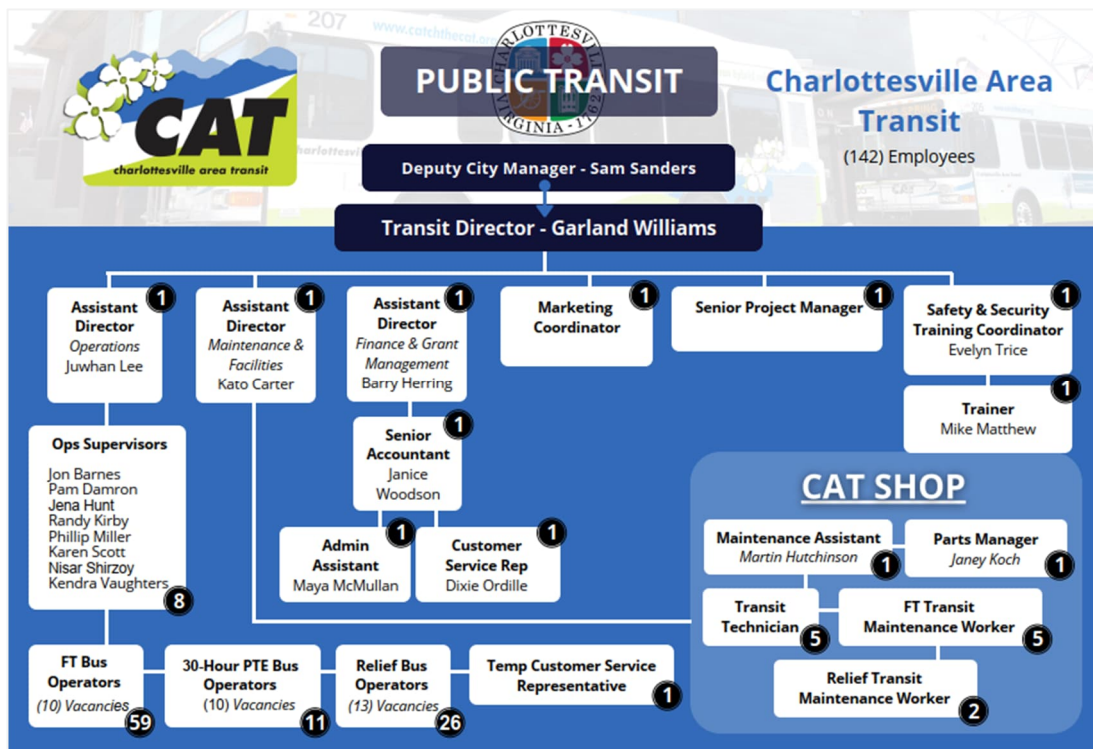 207
www.catchthecat.org
CHARLOTTESVILLE
VIRGINIA - 1762
CAT
charlottesville area transit
PUBLIC TRANSIT
Charlottesville Area
Transit
(142) Employees
Deputy City Manager - Sam Sanders
Transit Director - Garland Williams
1
Assistant
Director
Operations
Juwhan Lee
1
Assistant
Director
Maintenance &
Facilities
Kato Carter
1
Assistant
Director
Finance & Grant
Management
Barry Herring
1
Marketing
Coordinator
1
Senior Project Manager
1
Safety & Security
Training Coordinator
Evelyn Trice
1
Trainer
Mike Matthew
Ops Supervisors
Jon Barnes
Pam Damron
Jena Hunt
Randy Kirby
Phillip Miller
Karen Scott
Nisar Shirzoy
Kendra Vaughters
8
1
Senior
Accountant
Janice
Woodson
1
Admin
Assistant
Maya McMullan
1
Customer
Service Rep
Dixie Ordille
CAT SHOP
Maintenance Assistant
Martin Hutchinson
1
Parts Manager
Janey Koch
1
Transit
Technician
5
FT Transit
Maintenance Worker
5
Relief Transit
Maintenance Worker
2
FT Bus
Operators
(10) Vacancies
59
30-Hour PTE Bus
Operators
(10) Vacancies
11
Relief Bus
Operators
(13) Vacancies
26
Temp Customer Service
Representative
1